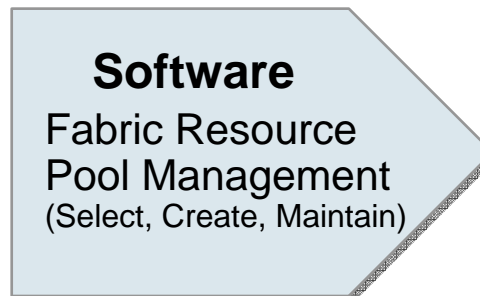 Software
Fabric Resource
Pool Management
(Select, Create, Maintain)